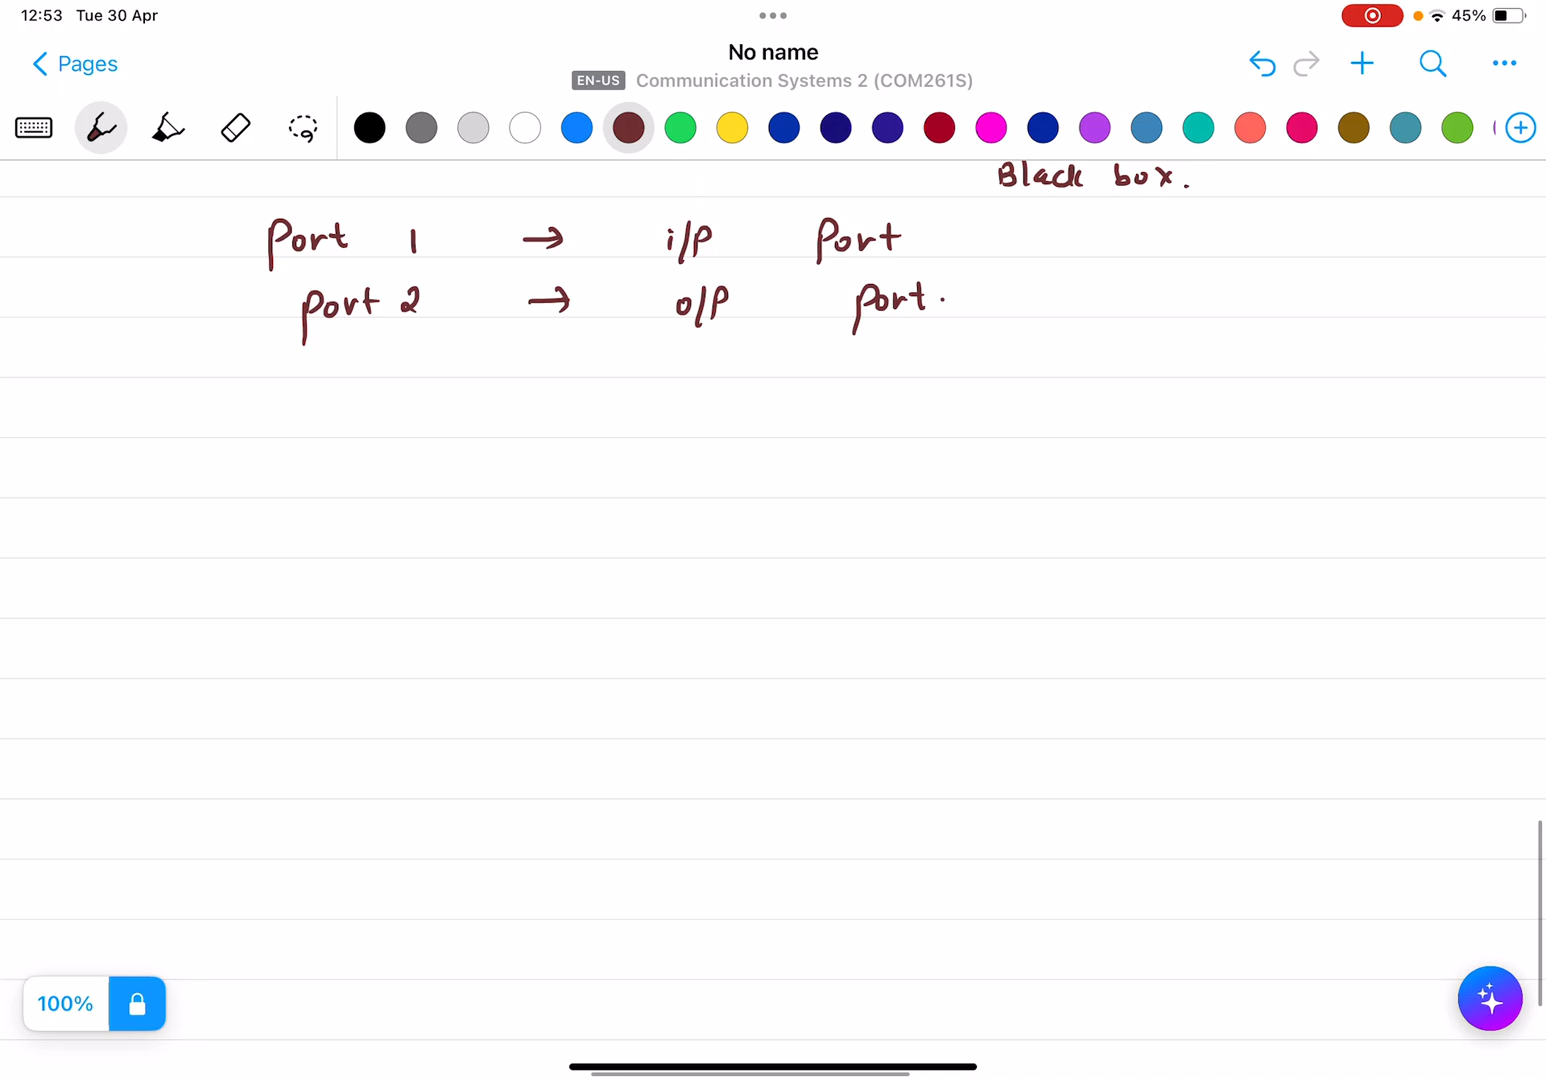 12:53 Tue 30 Apr
45%
Pages
No name
EN-US Communication Systems 2 (COM261S)
Black box.
Port 1 → i/p Port
port 2 → o/p port.
100%